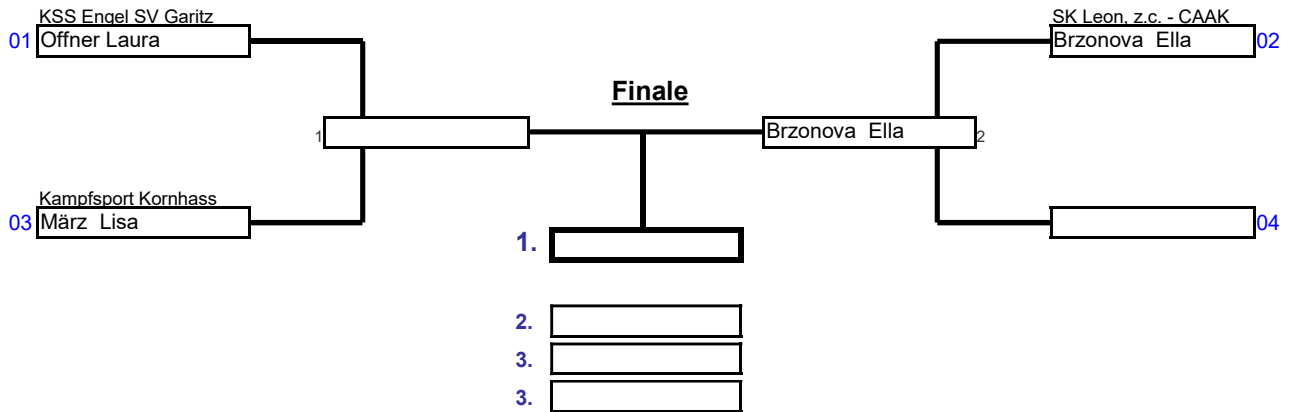 KSS Engel SV Garitz
01 Offner Laura
SK Leon, z.c. - CAAK
Brzonova Ella 02
Finale
1
Brzonova Ella 2
Kampfsport Kornhass
03 März Lisa
04
1.
2.
3.
3.